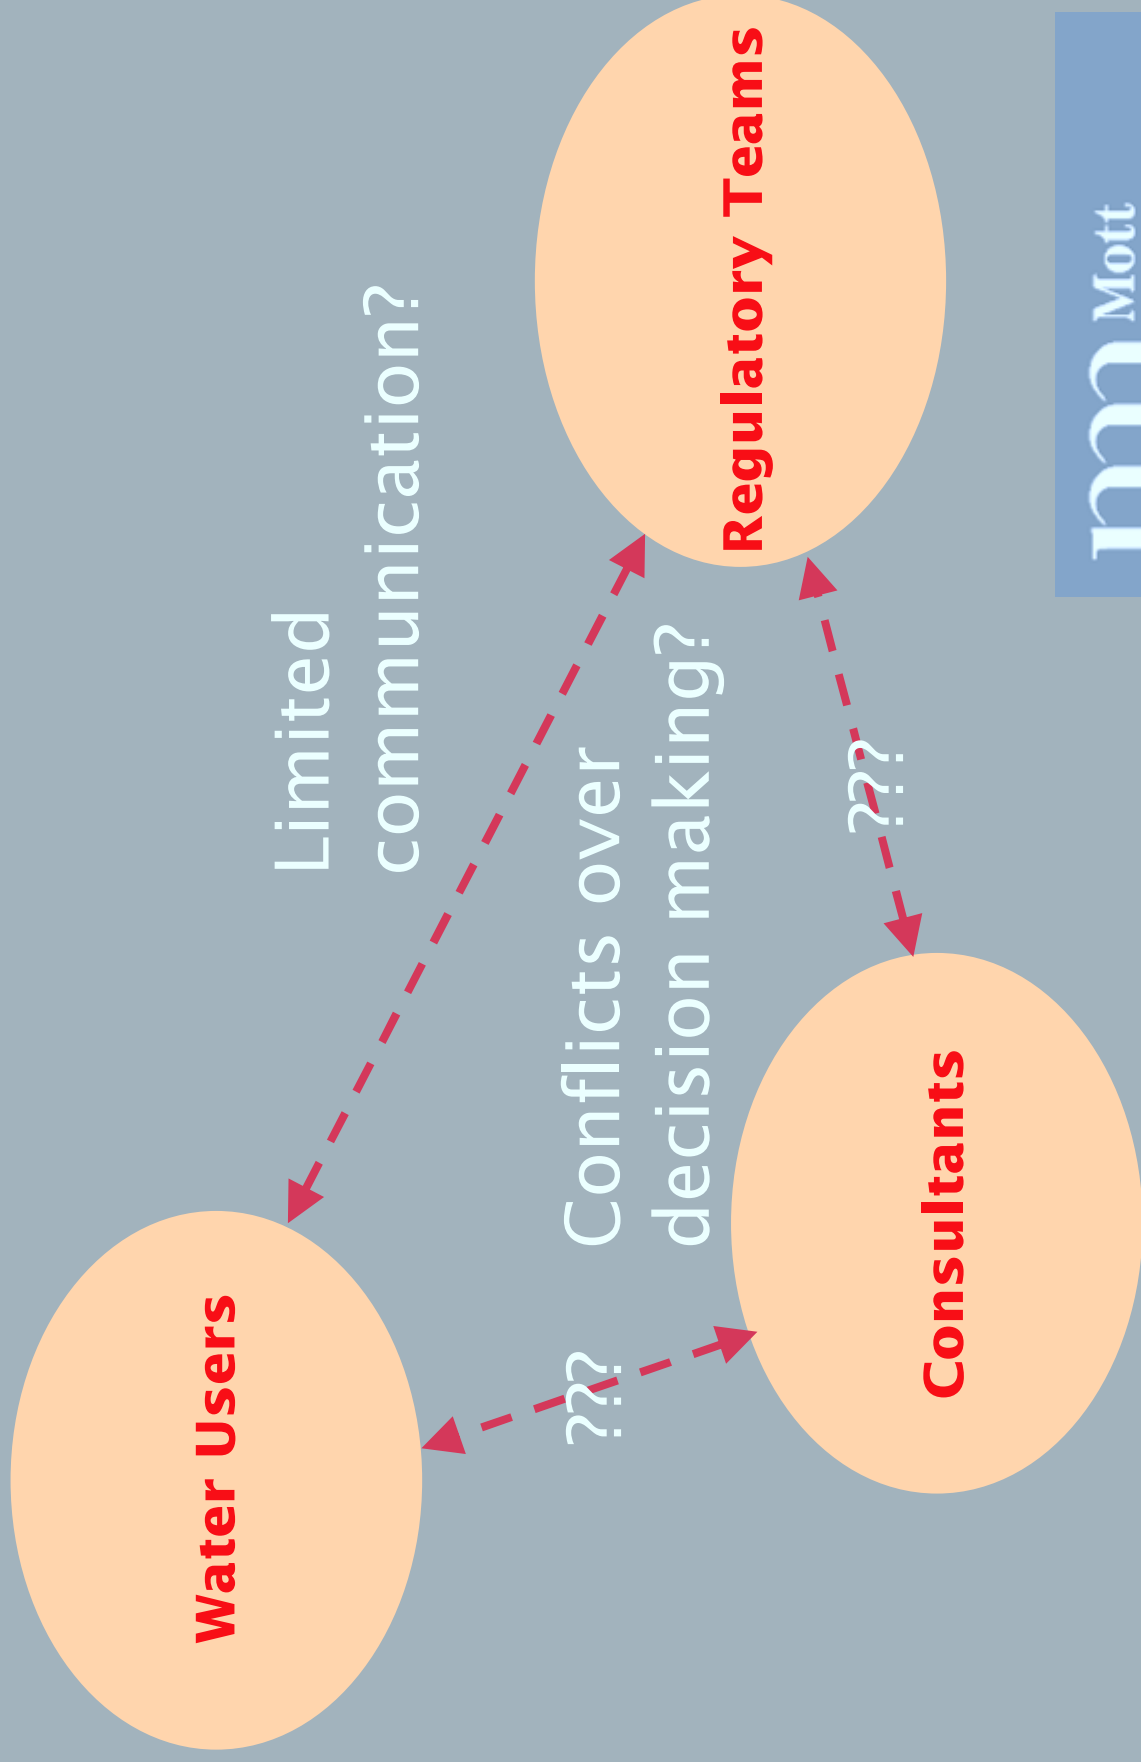 Limited
communication?
Water Users
Regulatory Teams
Conflicts over
decision making?
???
???
Consultants
m Mott